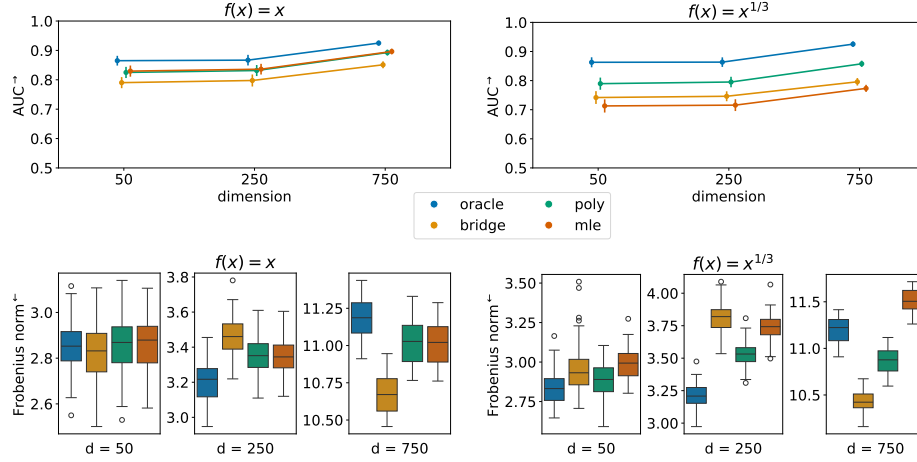 f(x) = x
f(x) = x^{1/3}
AUC→
1.0
0.9
0.8
0.7
0.6
0.5
50
250
750
dimension
AUC→
1.0
0.9
0.8
0.7
0.6
0.5
50
250
750
dimension
oracle
poly
bridge
mle
f(x) = x
f(x) = x^{1/3}
Frobenius norm←
3.0
2.8
2.6
d = 50
3.8
3.6
3.4
3.2
3.0
d = 250
11.25
11.00
10.75
10.50
d = 750
Frobenius norm←
3.50
3.25
3.00
2.75
d = 50
4.00
3.75
3.50
3.25
3.00
d = 250
11.5
11.0
10.5
d = 750